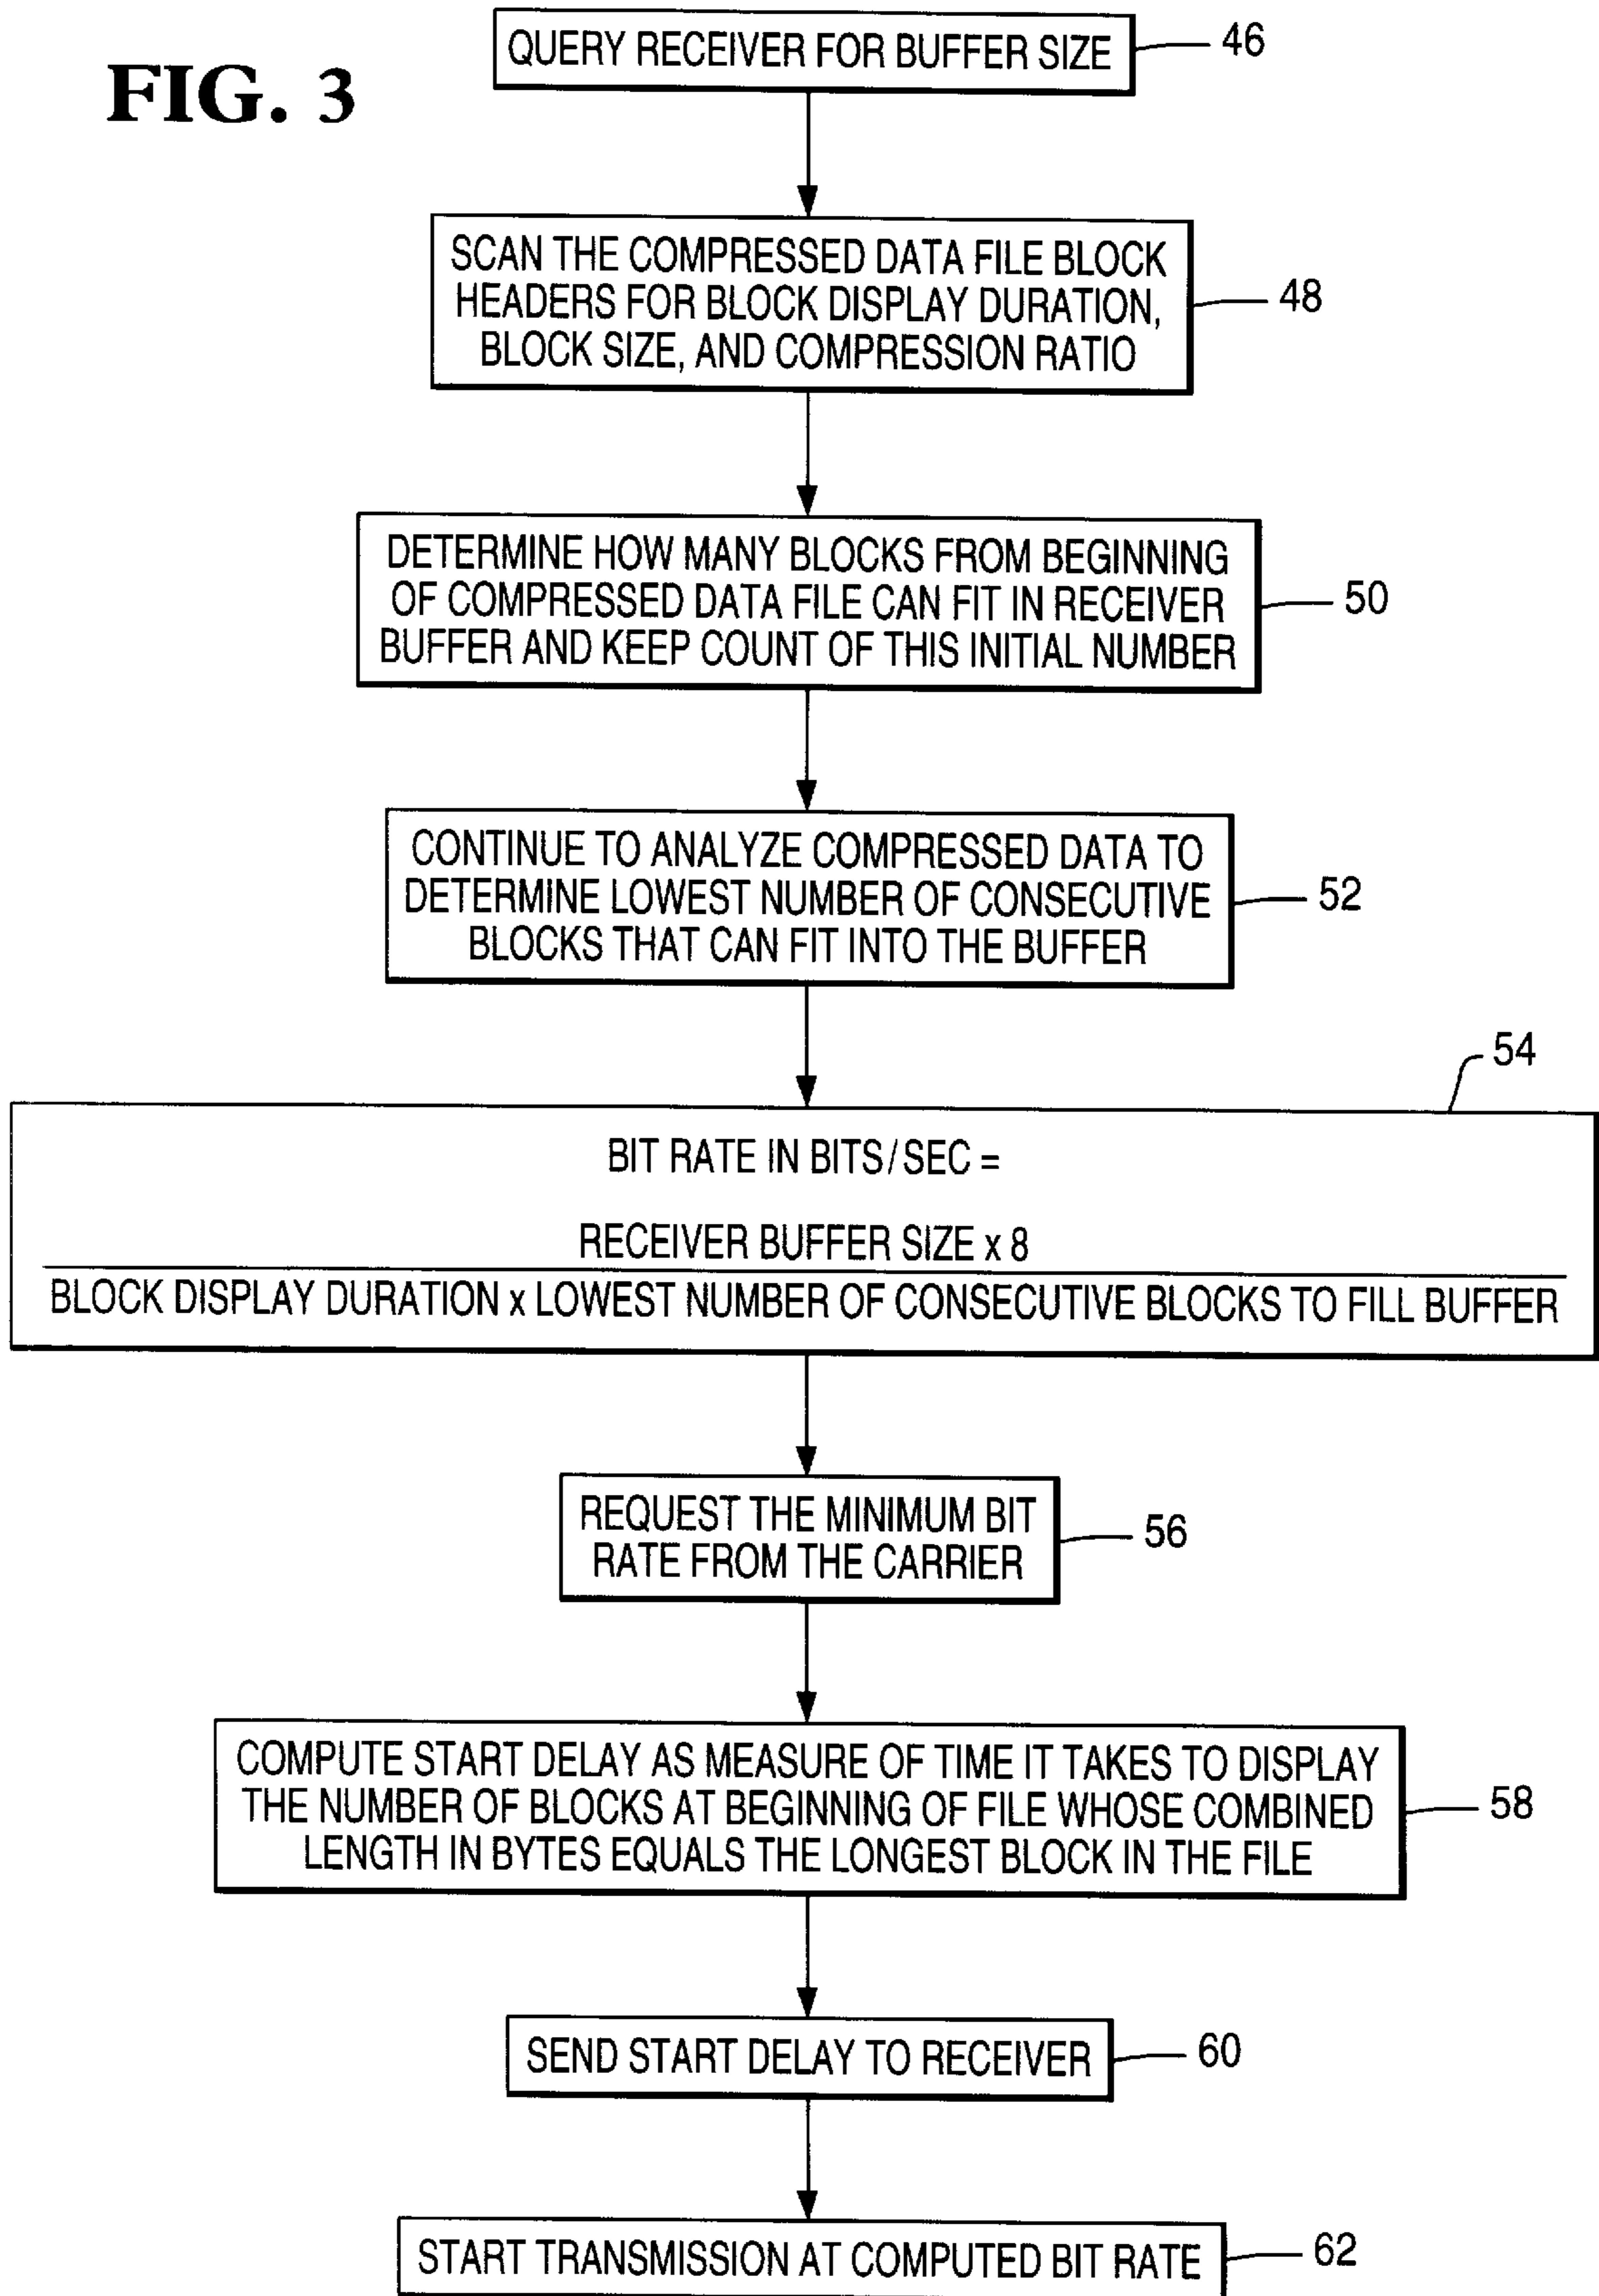 FIG. 3
QUERY RECEIVER FOR BUFFER SIZE
46
SCAN THE COMPRESSED DATA FILE BLOCK
HEADERS FOR BLOCK DISPLAY DURATION,
BLOCK SIZE, AND COMPRESSION RATIO
48
DETERMINE HOW MANY BLOCKS FROM BEGINNING
OF COMPRESSED DATA FILE CAN FIT IN RECEIVER
BUFFER AND KEEP COUNT OF THIS INITIAL NUMBER
50
CONTINUE TO ANALYZE COMPRESSED DATA TO
DETERMINE LOWEST NUMBER OF CONSECUTIVE
BLOCKS THAT CAN FIT INTO THE BUFFER
52
54
BIT RATE IN BITS/SEC =
RECEIVER BUFFER SIZE x 8
BLOCK DISPLAY DURATION x LOWEST NUMBER OF CONSECUTIVE BLOCKS TO FILL BUFFER
REQUEST THE MINIMUM BIT
RATE FROM THE CARRIER
56
COMPUTE START DELAY AS MEASURE OF TIME IT TAKES TO DISPLAY
THE NUMBER OF BLOCKS AT BEGINNING OF FILE WHOSE COMBINED
LENGTH IN BYTES EQUALS THE LONGEST BLOCK IN THE FILE
58
SEND START DELAY TO RECEIVER
60
START TRANSMISSION AT COMPUTED BIT RATE
62